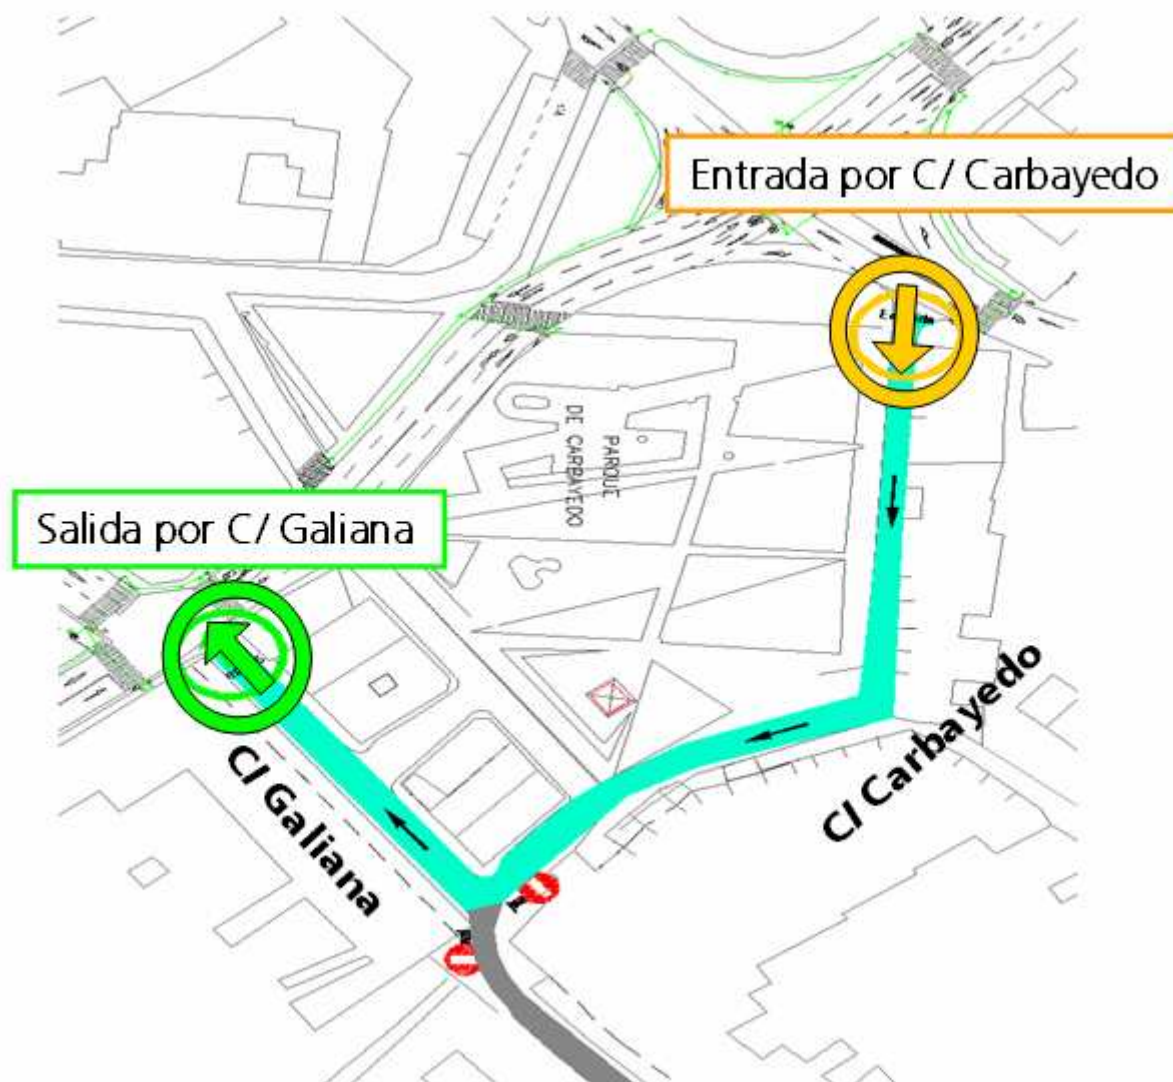 Entrada por C/ Carbayedo
PARQUE
DE CARBAYEDO
Salida por C/ Galiana
C/ Galiana
C/ Carbayedo